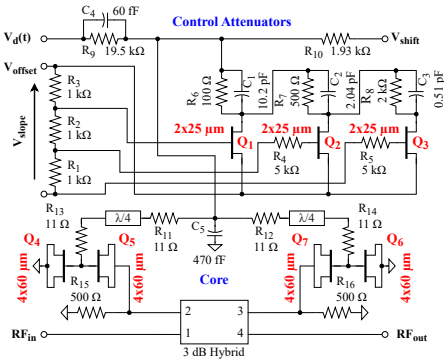 C4 60 fF
Control Attenuators
Vd(t)
R9 19.5 kΩ
R10 1.93 kΩ
Vshift
Voffset
R3
1 kΩ
R2
1 kΩ
R1
1 kΩ
Vslope
R6
100 Ω
C1
10.2 pF
R7
500 Ω
C2
2.04 pF
R8
2 kΩ
C3
0.51 pF
2x25 µm
Q1
2x25 µm
Q2
2x25 µm
Q3
R4
5 kΩ
R5
5 kΩ
R13
11 Ω
λ/4
R11
11 Ω
C5
470 fF
R12
11 Ω
λ/4
R14
11 Ω
Q4
Q5
Q7
Q6
4x60 µm
4x60 µm
4x60 µm
4x60 µm
R15
500 Ω
Core
R16
500 Ω
2
3
1
4
RFin
RFout
3 dB Hybrid